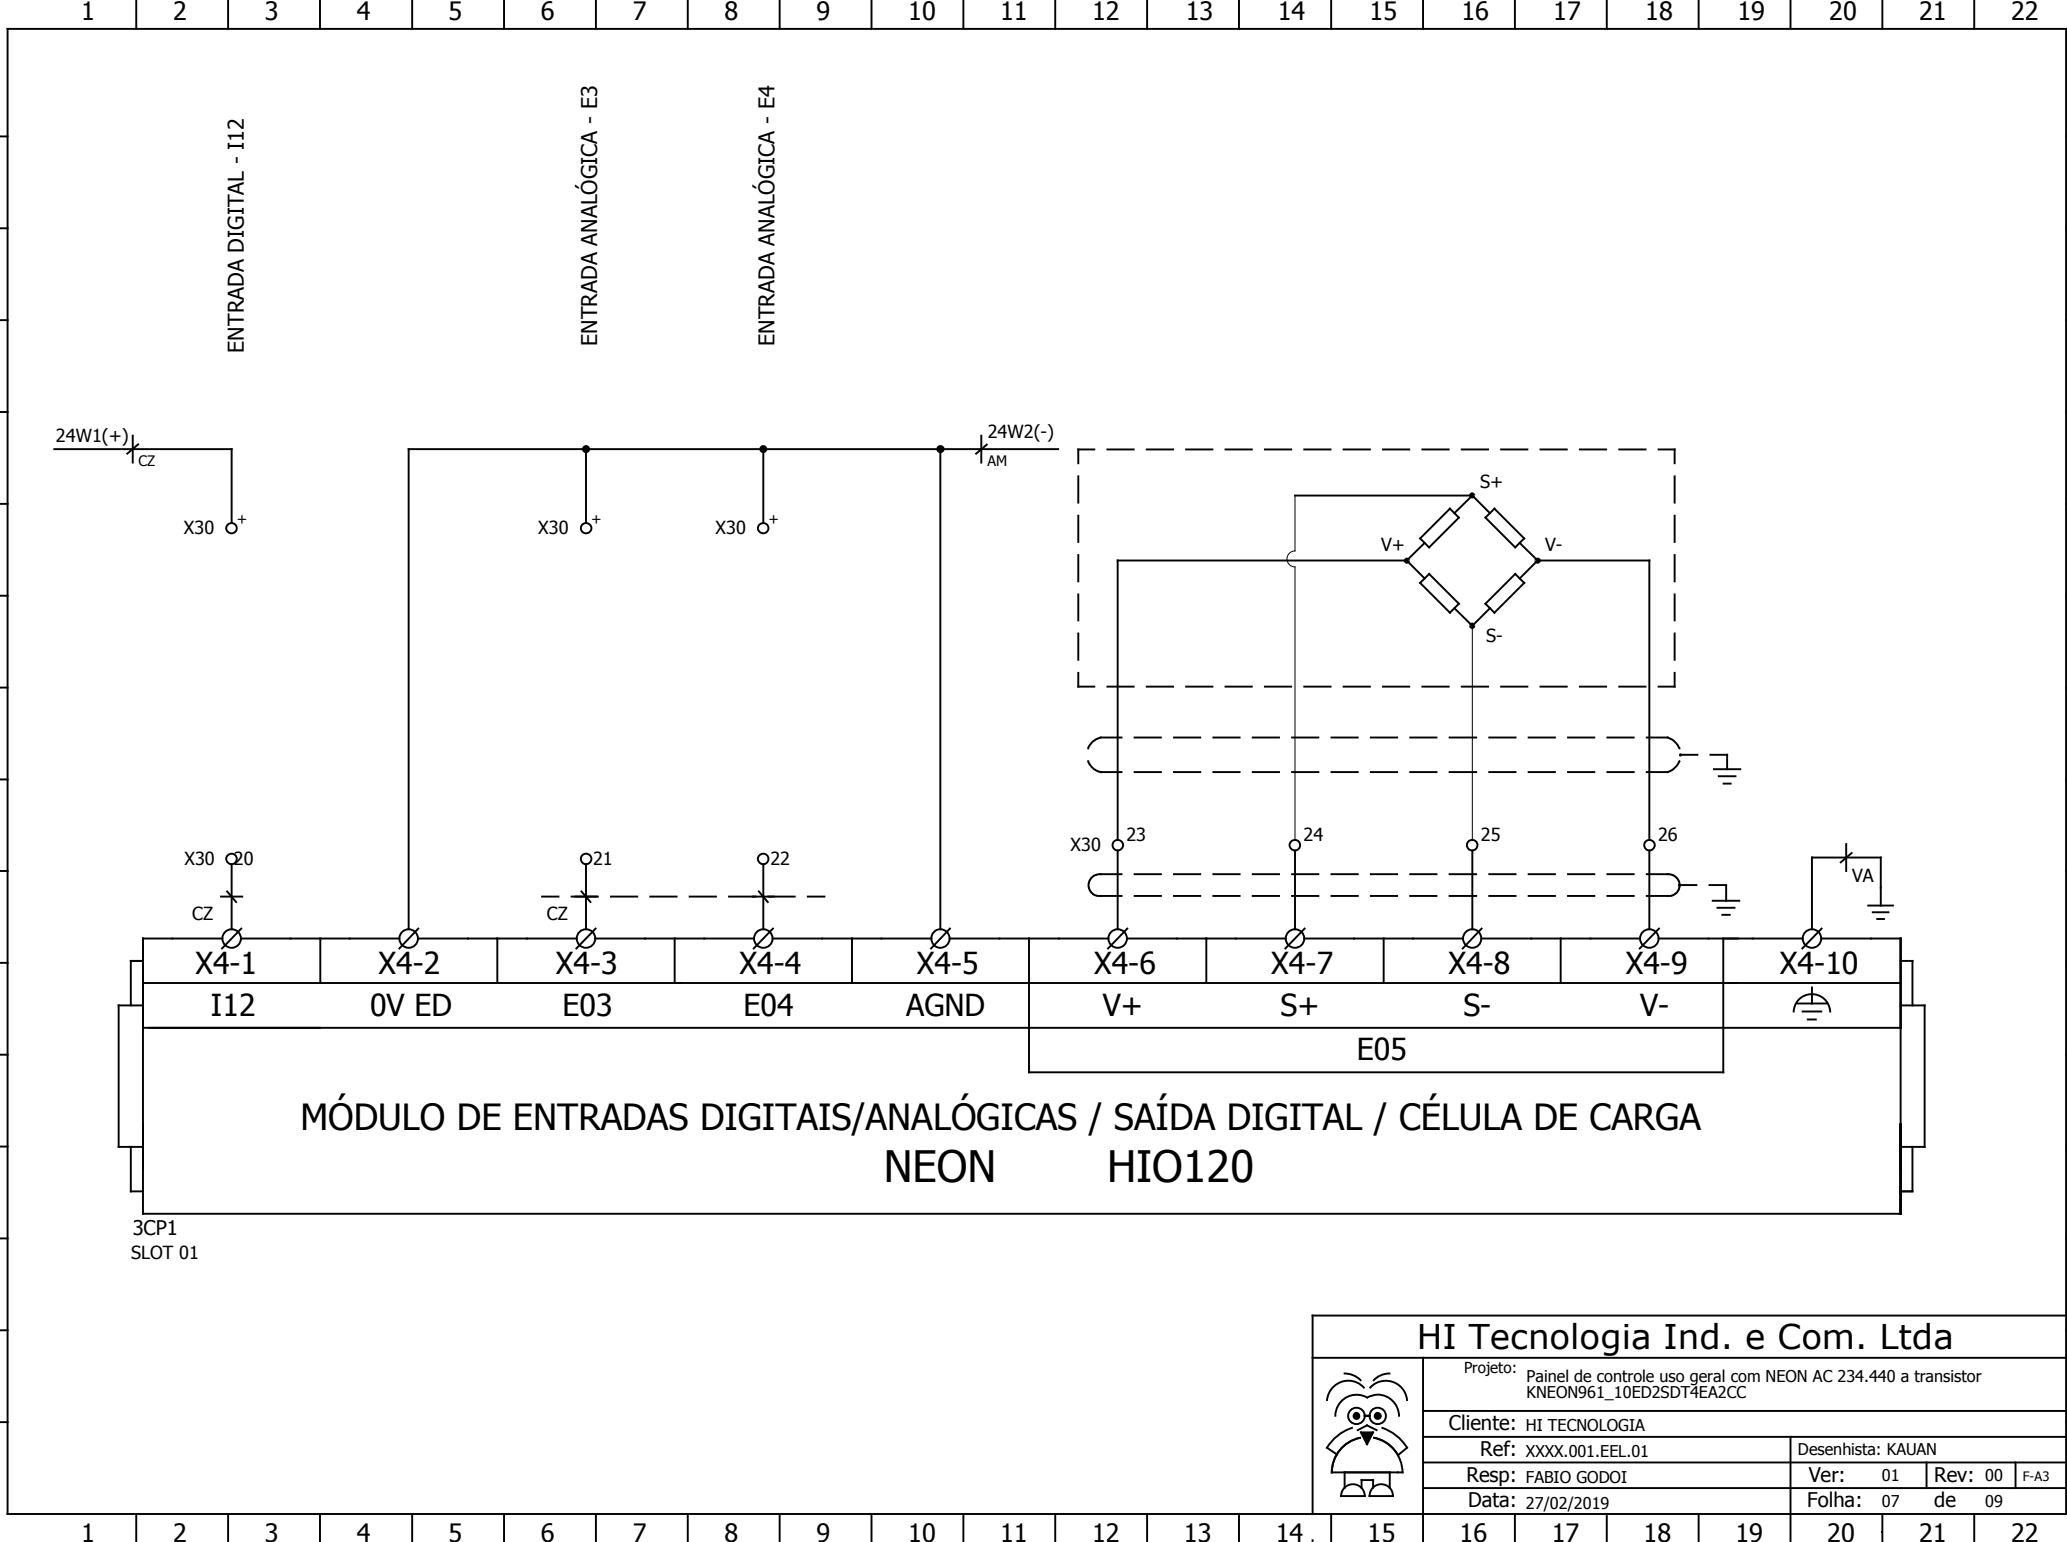 1 2 3 4 5 6 7 8 9 10 11 12 13 14 15 16 17 18 19 20 21 22
ENTRADA DIGITAL - I12
ENTRADA ANALÓGICA - E3
ENTRADA ANALÓGICA - E4
24W1(+)
CZ
24W2(-)
AM
X30 +
X30 +
X30 +
S+
V+
V-
S-
X30 20
21
22
X30 23
24
25
26
CZ
CZ
VA
X4-1 X4-2 X4-3 X4-4 X4-5 X4-6 X4-7 X4-8 X4-9 X4-10
I12 0V ED E03 E04 AGND V+ S+ S- V-
E05
MÓDULO DE ENTRADAS DIGITAIS/ANALÓGICAS / SAÍDA DIGITAL / CÉLULA DE CARGA
NEON HIO120
3CP1
SLOT 01
HI Tecnologia Ind. e Com. Ltda
Projeto: Painel de controle uso geral com NEON AC 234.440 a transistor
KNEON961_10ED2SDT4EA2CC
Cliente: HI TECNOLOGIA
Ref: XXXX.001.EEL.01 Desenhista: KAUAN
Resp: FABIO GODOI Ver: 01 Rev: 00 F-A3
Data: 27/02/2019 Folha: 07 de 09
1 2 3 4 5 6 7 8 9 10 11 12 13 14 15 16 17 18 19 20 21 22